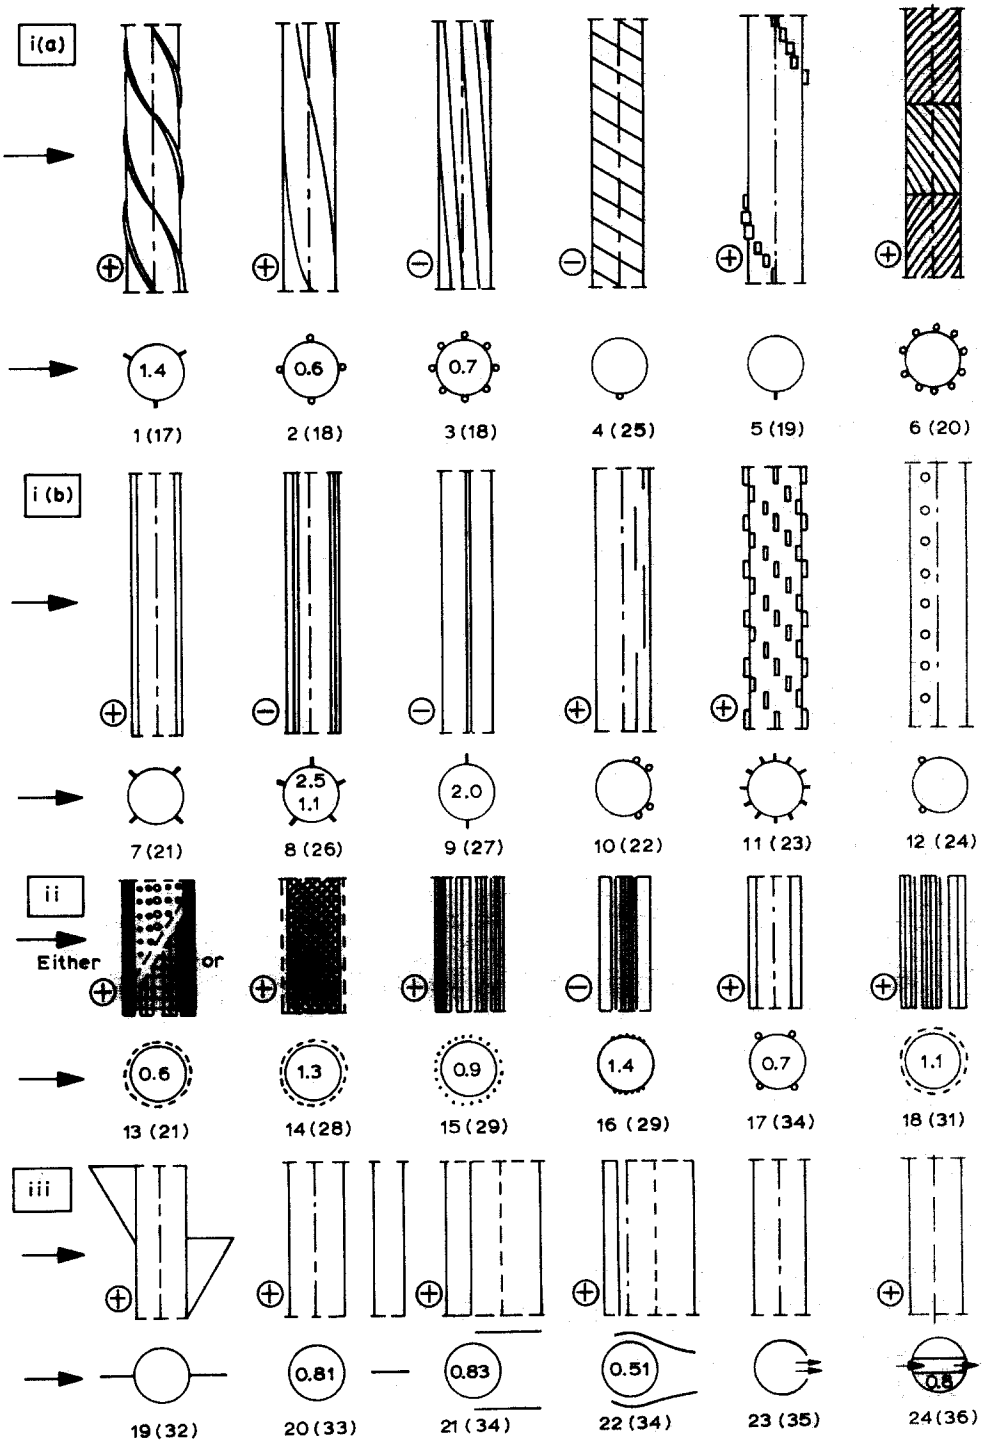 i(a)
+ + − − + +
1.4 0.6 0.7
1 (17) 2 (18) 3 (18) 4 (25) 5 (19) 6 (20)
i(b)
+ − − + +
2.5
1.1 2.0
7 (21) 8 (26) 9 (27) 10 (22) 11 (23) 12 (24)
ii
Either or
+ + + − + +
0.6 1.3 0.9 1.4 0.7 1.1
13 (21) 14 (28) 15 (29) 16 (29) 17 (34) 18 (31)
iii
+ + + + +
0.81 0.83 0.51 0.8
19 (32) 20 (33) 21 (34) 22 (34) 23 (35) 24 (36)